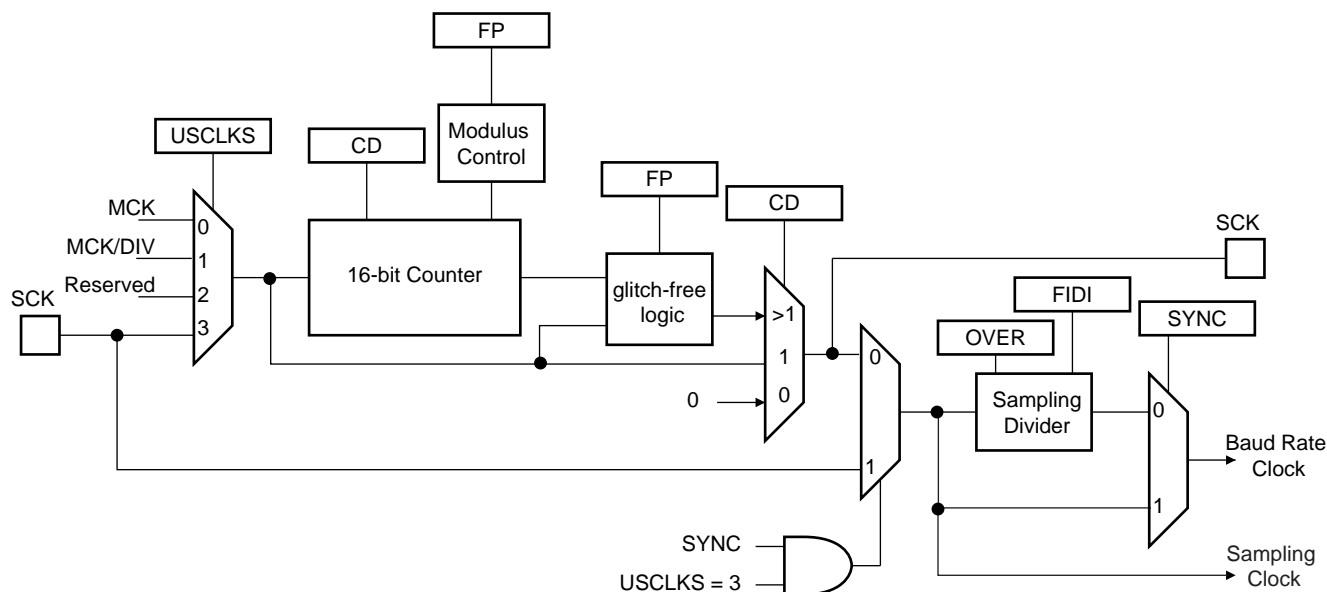 FP
USCLKS
CD
Modulus
Control
FP
CD
MCK
0
SCK
MCK/DIV
1
16-bit Counter
Reserved
2
glitch-free
logic
FIDI
SCK
3
>1
SYNC
OVER
1
0
0
0
Sampling
Divider
0
1
Baud Rate
Clock
1
SYNC
USCLKS = 3
Sampling
Clock